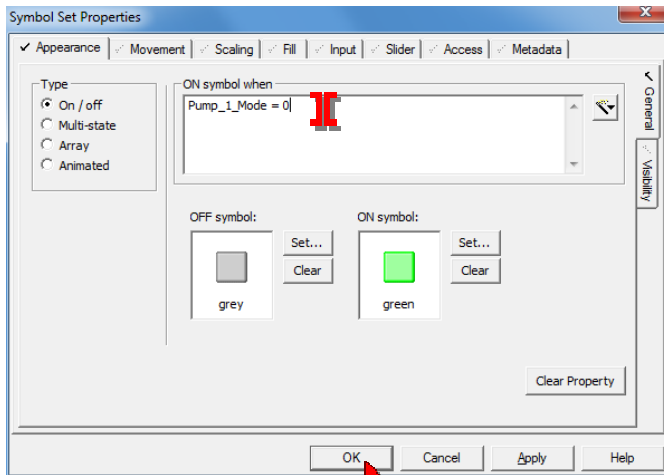 Symbol Set Properties
Appearance Movement Scaling Fill Input Slider Access Metadata
General
Visibility
Type
On / off
Multi-state
Array
Animated
ON symbol when
Pump_1_Mode = 0
OFF symbol:
Set...
Clear
grey
ON symbol:
Set...
Clear
green
Clear Property
OK Cancel Apply Help